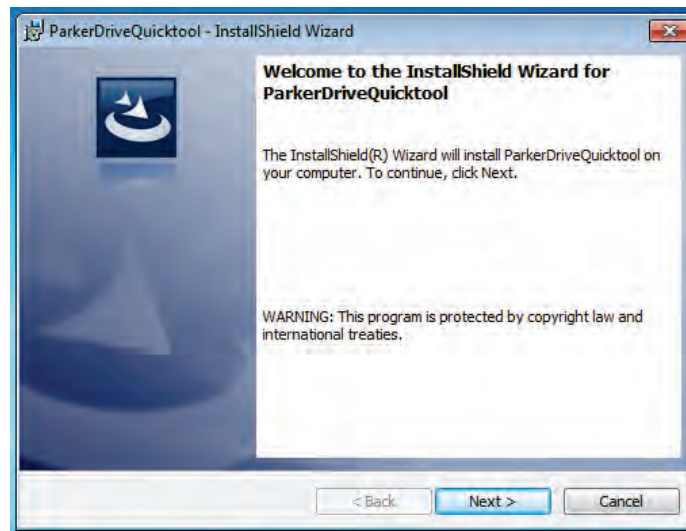 ParkerDriveQuicktool - InstallShield Wizard
Welcome to the InstallShield Wizard for
ParkerDriveQuicktool
The InstallShield(R) Wizard will install ParkerDriveQuicktool on
your computer. To continue, click Next.
WARNING: This program is protected by copyright law and
international treaties.
< Back
Next >
Cancel